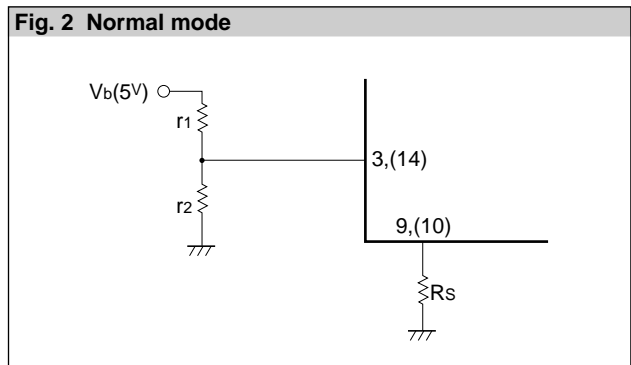 Fig. 2 Normal mode
Vb(5V)
r1
3,(14)
r2
9,(10)
RS